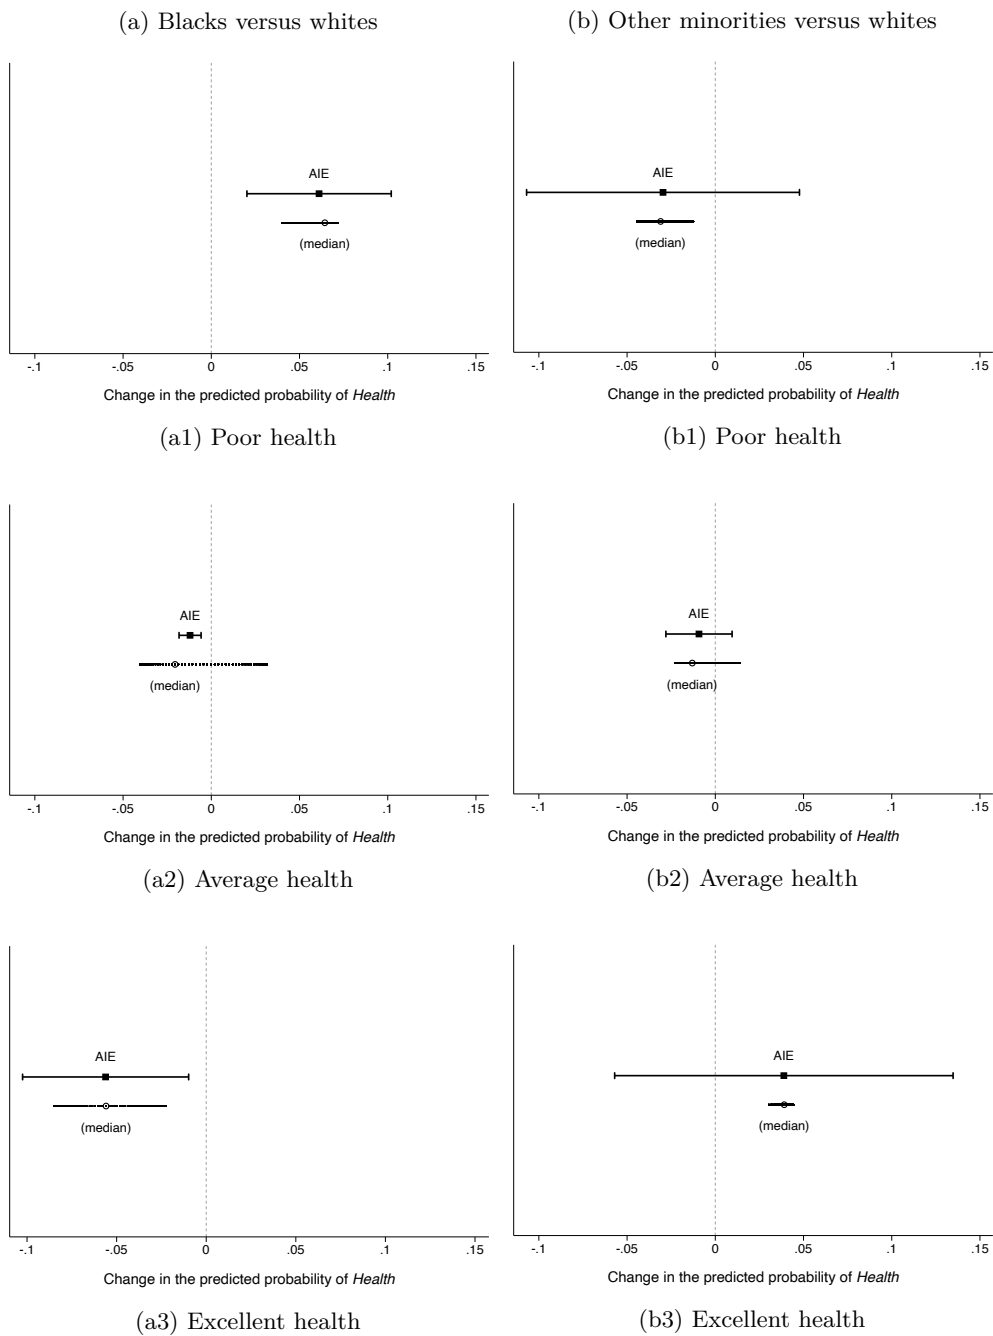 (a) Blacks versus whites
(b) Other minorities versus whites
AIE
(median)
-.1 -.05 0 .05 .1 .15
Change in the predicted probability of Health
(a1) Poor health
AIE
(median)
-.1 -.05 0 .05 .1 .15
Change in the predicted probability of Health
(b1) Poor health
AIE
(median)
-.1 -.05 0 .05 .1 .15
Change in the predicted probability of Health
(a2) Average health
AIE
(median)
-.1 -.05 0 .05 .1 .15
Change in the predicted probability of Health
(b2) Average health
AIE
(median)
-.1 -.05 0 .05 .1 .15
Change in the predicted probability of Health
(a3) Excellent health
AIE
(median)
-.1 -.05 0 .05 .1 .15
Change in the predicted probability of Health
(b3) Excellent health